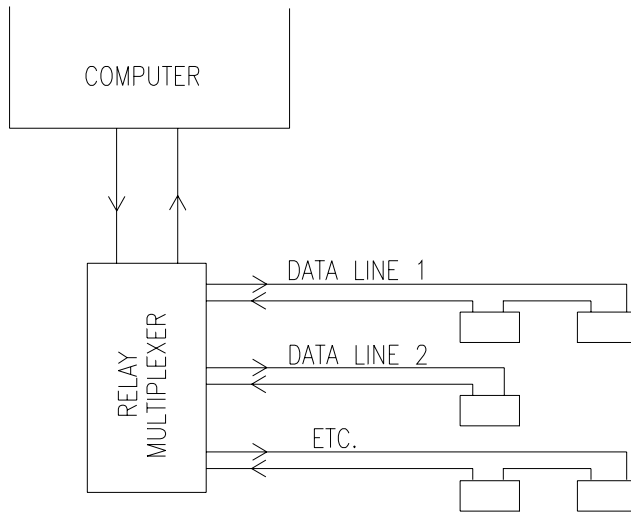 COMPUTER
DATA LINE 1
DATA LINE 2
RELAY
MULTIPLEXER
ETC.